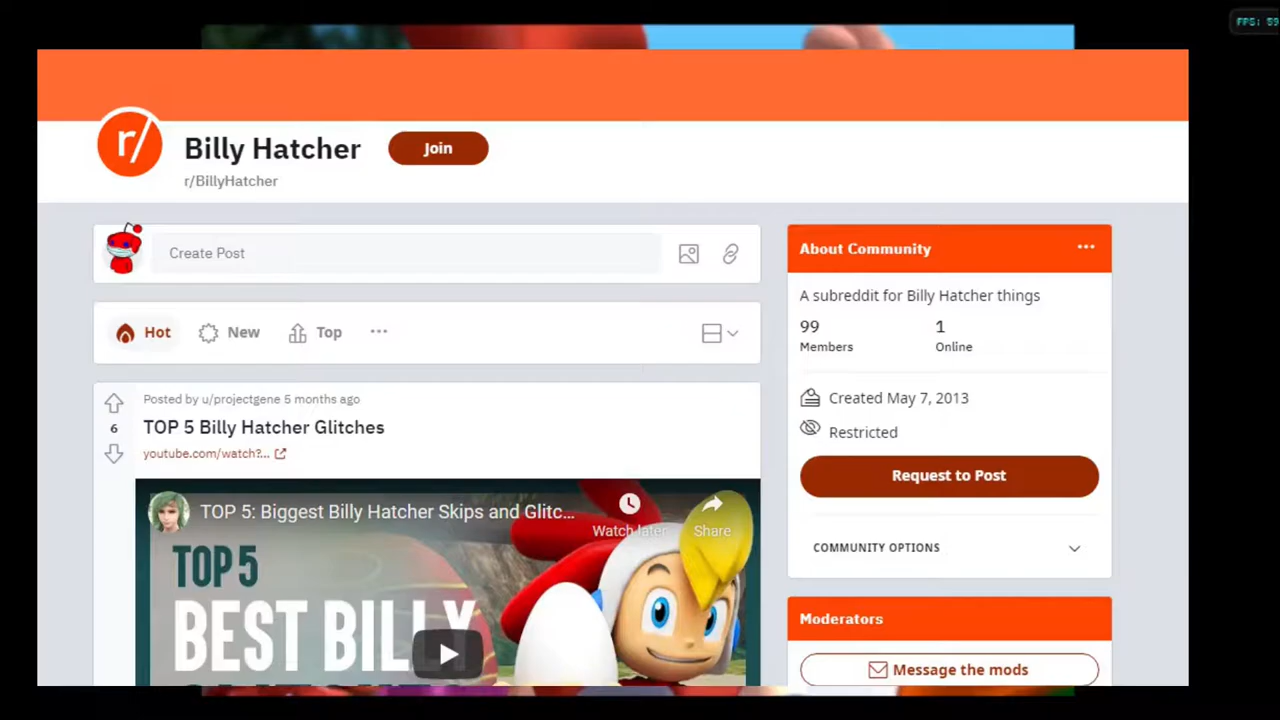 FPS: 59
r/
Billy Hatcher
Join
r/BillyHatcher
Create Post
Hot
New
Top
...
Posted by u/projectgene 5 months ago
6
TOP 5 Billy Hatcher Glitches
youtube.com/watch?...
TOP 5: Biggest Billy Hatcher Skips and Glitc...
Watch later
Share
TOP 5
BEST BILLY
About Community
...
A subreddit for Billy Hatcher things
99
1
Members
Online
Created May 7, 2013
Restricted
Request to Post
COMMUNITY OPTIONS
Moderators
Message the mods